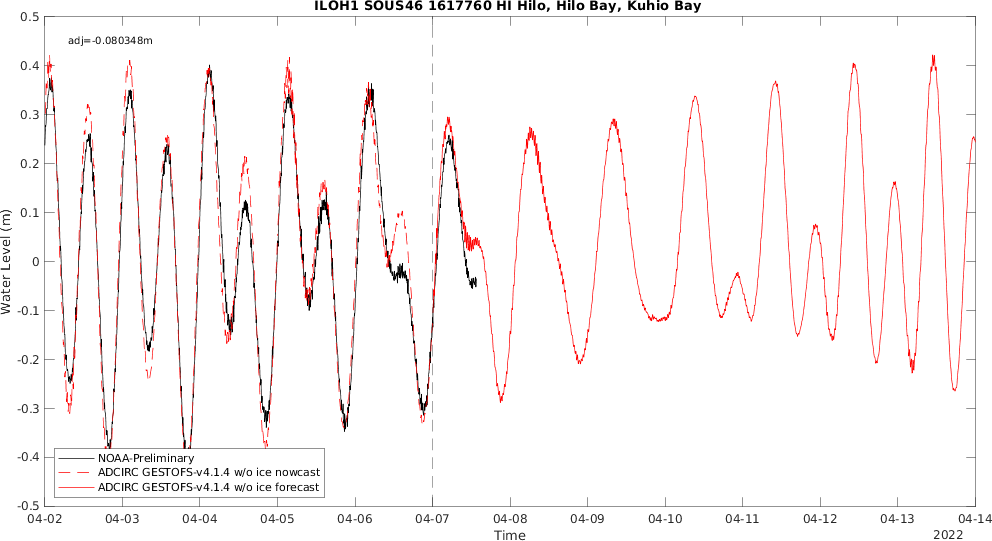 ILOH1 SOUS46 1617760 HI Hilo, Hilo Bay, Kuhio Bay
adj=-0.080348m
0.5
0.4
0.3
0.2
0.1
0
-0.1
-0.2
-0.3
-0.4
-0.5
Water Level (m)
NOAA-Preliminary
ADCIRC GESTOFS-v4.1.4 w/o ice nowcast
ADCIRC GESTOFS-v4.1.4 w/o ice forecast
04-02 04-03 04-04 04-05 04-06 04-07 04-08 04-09 04-10 04-11 04-12 04-13 04-14
Time
2022